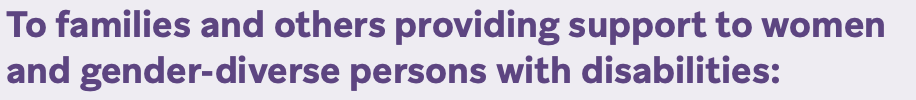 To families and others providing support to women
and gender-diverse persons with disabilities: